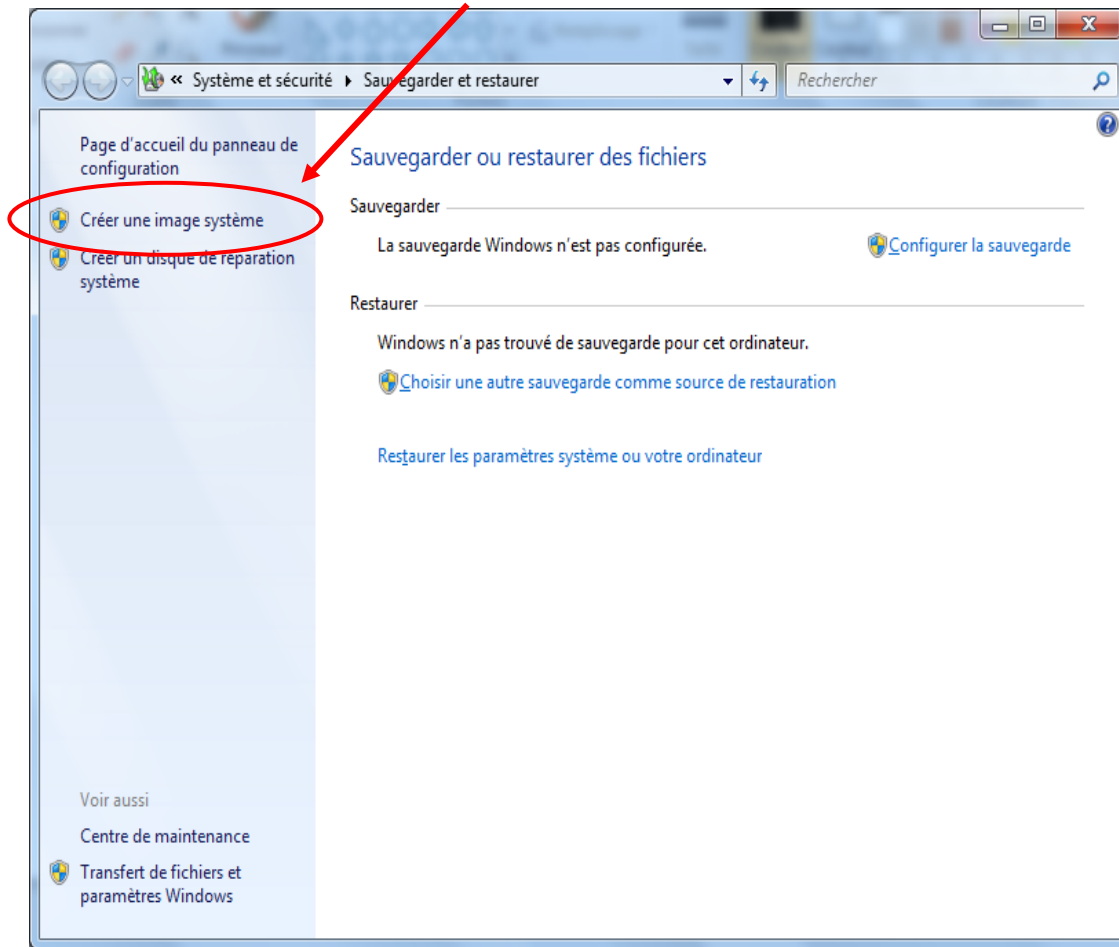 « Système et sécurité ▸ Sauvegarder et restaurer
Rechercher
Page d'accueil du panneau de
configuration
Créer une image système
Créer un disque de réparation
système
Sauvegarder ou restaurer des fichiers
Sauvegarder
La sauvegarde Windows n'est pas configurée.
Configurer la sauvegarde
Restaurer
Windows n'a pas trouvé de sauvegarde pour cet ordinateur.
Choisir une autre sauvegarde comme source de restauration
Restaurer les paramètres système ou votre ordinateur
Voir aussi
Centre de maintenance
Transfert de fichiers et
paramètres Windows